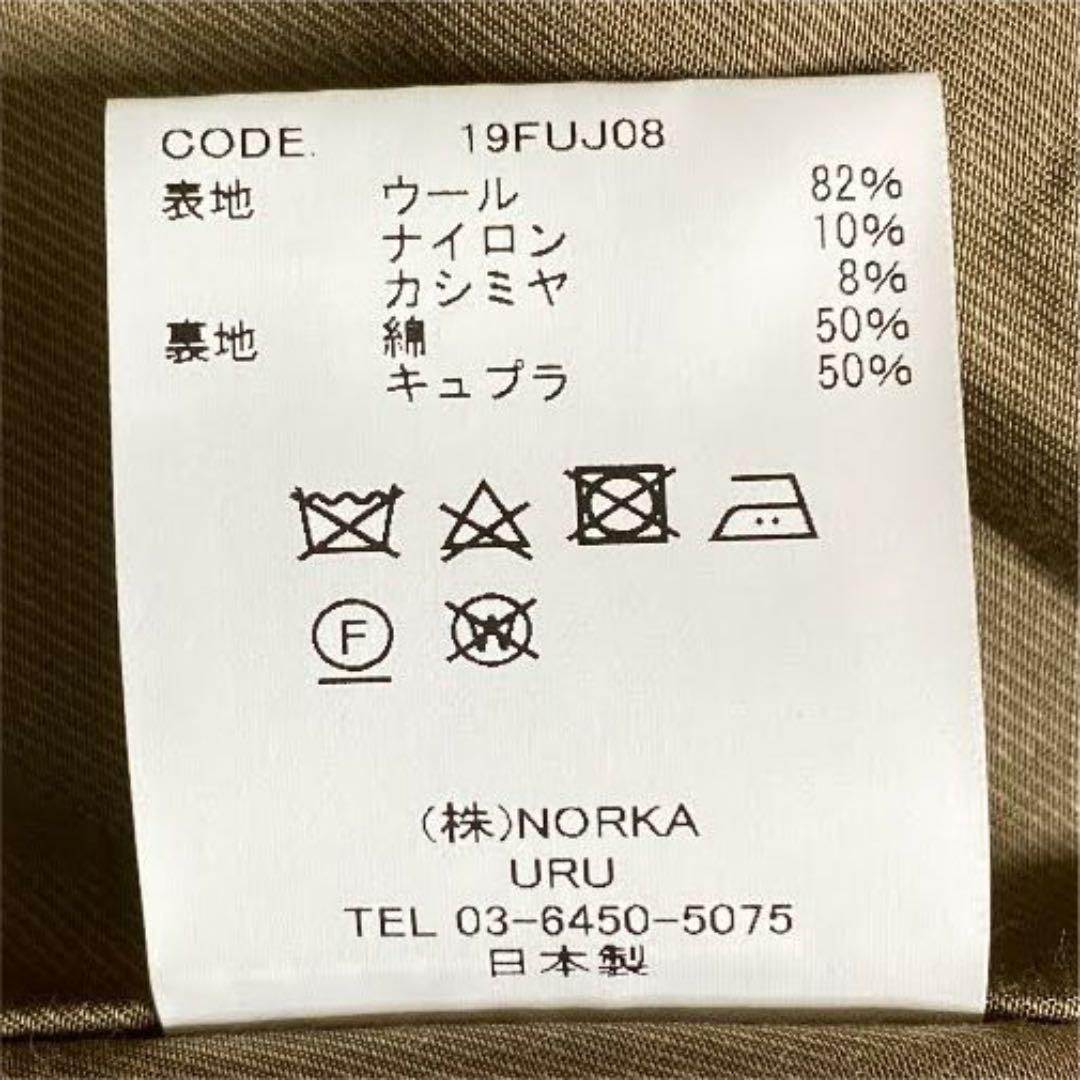 CODE. 19FUJ08
表地 ウール 82%
ナイロン 10%
カシミヤ 8%
裏地 綿 50%
キュプラ 50%
F W
(株)NORKA
URU
TEL 03-6450-5075
日本製